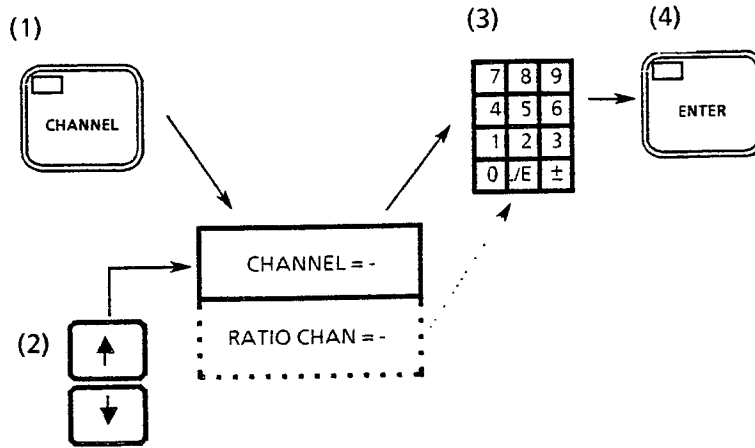 (1)
CHANNEL
(2)
CHANNEL = -
RATIO CHAN = -
(3)
7 8 9
4 5 6
1 2 3
0 ./E ±
(4)
ENTER